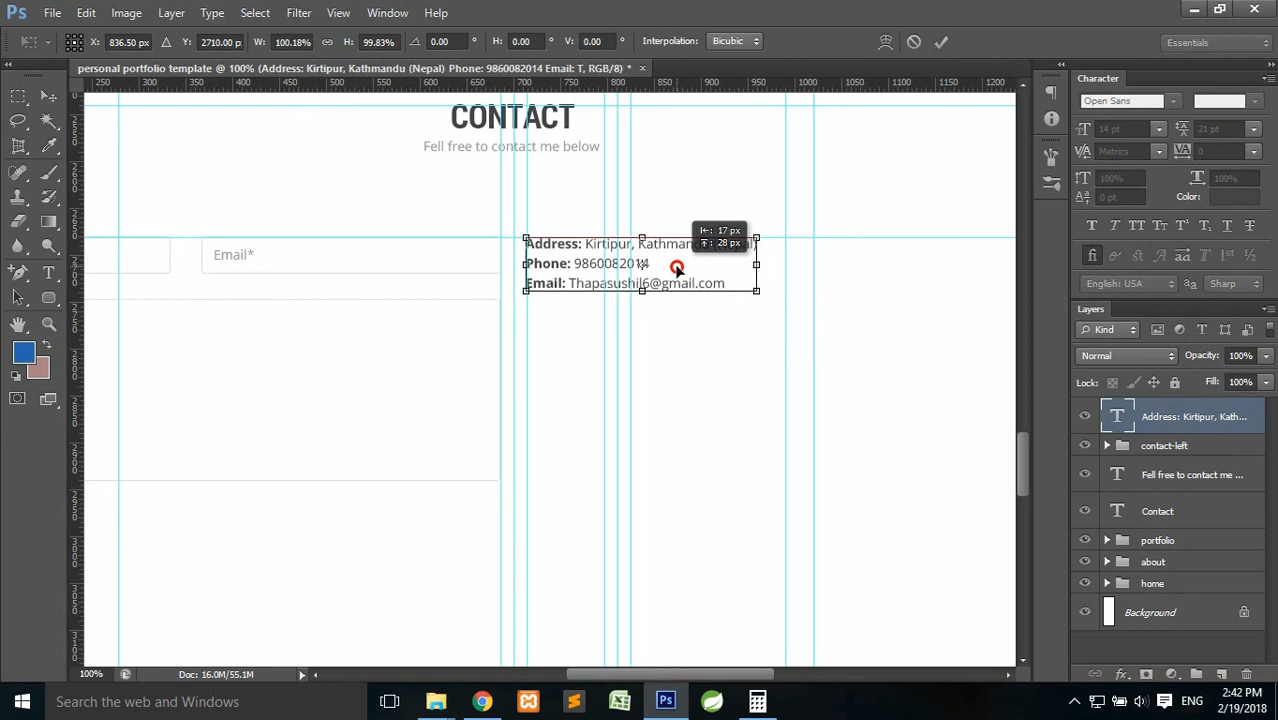 Ps File Edit Image Layer Type Select Filter View Window Help
X: 836.50 px Y: 2710.00 px W: 100.18% H: 99.83% 0.00 ° H: 0.00 ° V: 0.00 ° Interpolation: Bicubic Essentials
personal portfolio template @ 100% (Address: Kirtipur, Kathmandu (Nepal) Phone: 9860082014 Email: T, RGB/8) * ×
250 300 350 400 450 500 550 600 650 700 750 800 850 900 950 1000 1050 1100 1150 1200
CONTACT
Fell free to contact me below
17 px
28 px
Email*
Address: Kirtipur, Kathmandu (Nepal)
Phone: 9860082014
Email: Thapasushil6@gmail.com
Character
Open Sans
14 pt 21 pt
Metrics 0
100% 100%
0 pt Color:
English: USA Sharp
Layers
Kind
Normal Opacity: 100%
Lock: Fill: 100%
Address: Kirtipur, Kath...
contact-left
Fell free to contact me ...
Contact
portfolio
about
home
Background
100% Doc: 16.0M/55.1M
Search the web and Windows
ENG
2:42 PM
2/19/2018